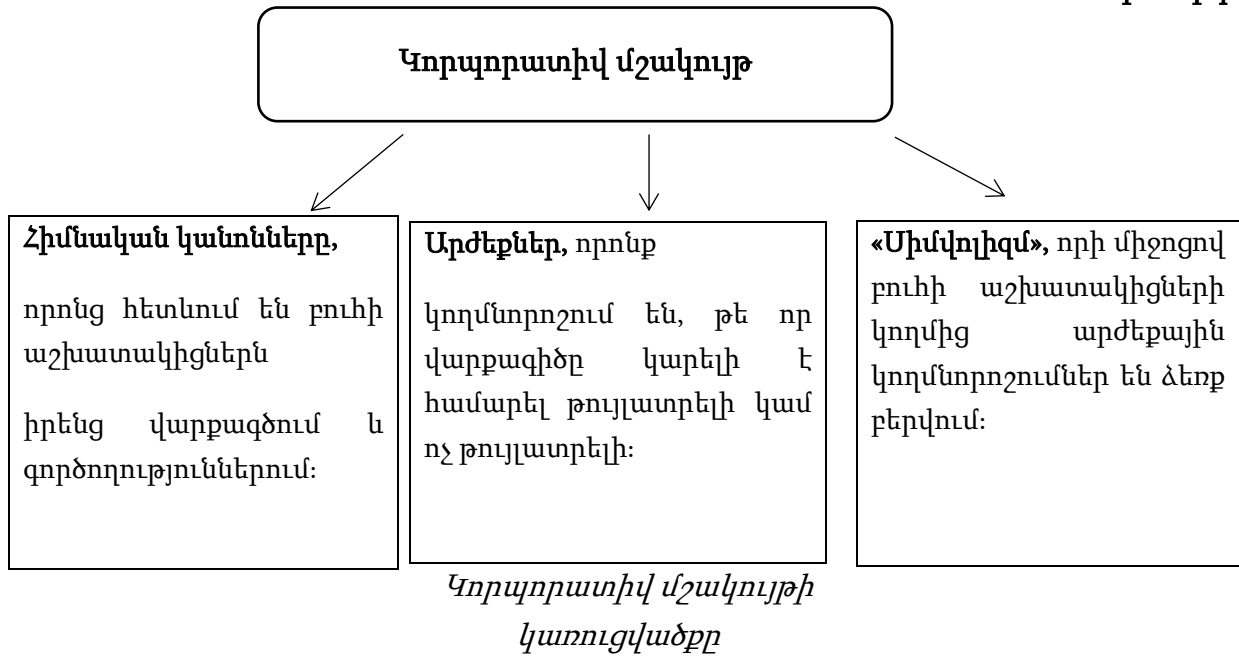 Կորպորատիվ մշակույթ
Հիմնական կանոնները,
որոնց հետևում են բուհի
աշխատակիցներն
իրենց վարքագծում և
գործողություններում։
Արժեքներ, որոնք
կողմնորոշում են, թե որ
վարքագիծը կարելի է
համարել թույլատրելի կամ
ոչ թույլատրելի։
«Սիմվոլիզմ», որի միջոցով
բուհի աշխատակիցների
կողմից արժեքային
կողմնորոշումներ են ձեռք
բերվում։
Կորպորատիվ մշակույթի
կառուցվածքը